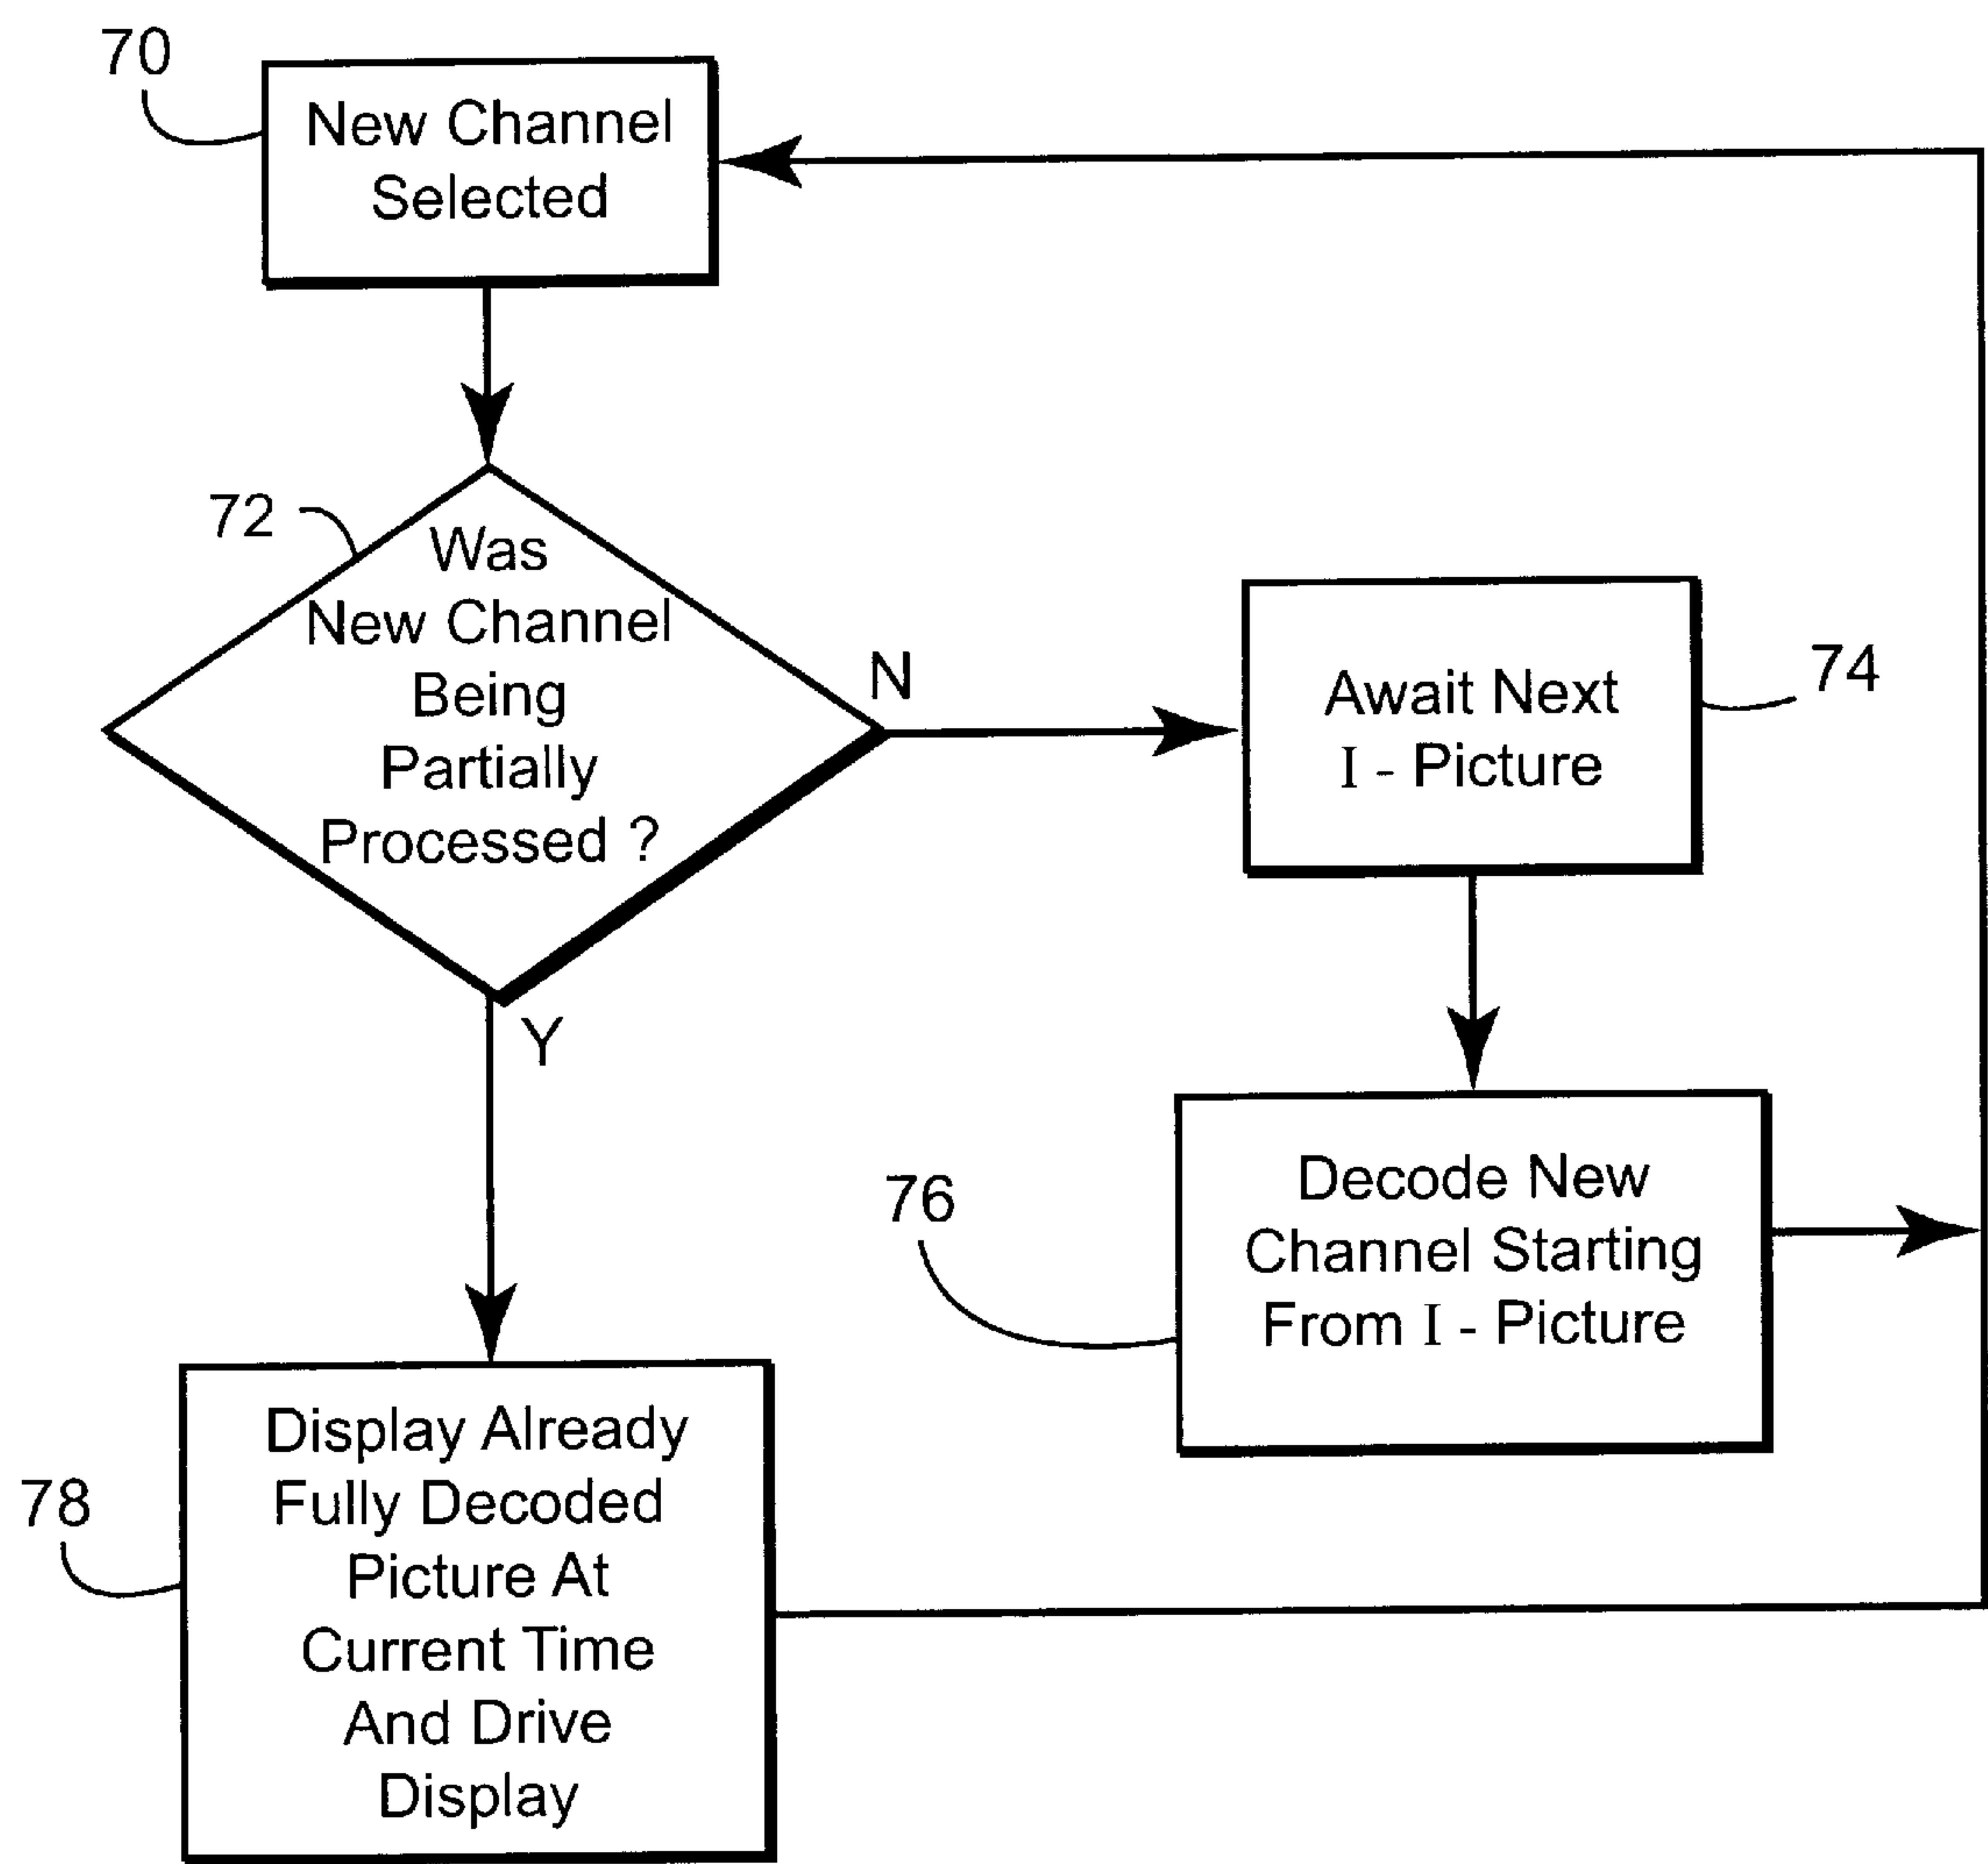 70
New Channel
Selected
72
Was
New Channel
Being
Partially
Processed ?
N
Y
74
Await Next
I - Picture
76
Decode New
Channel Starting
From I - Picture
78
Display Already
Fully Decoded
Picture At
Current Time
And Drive
Display